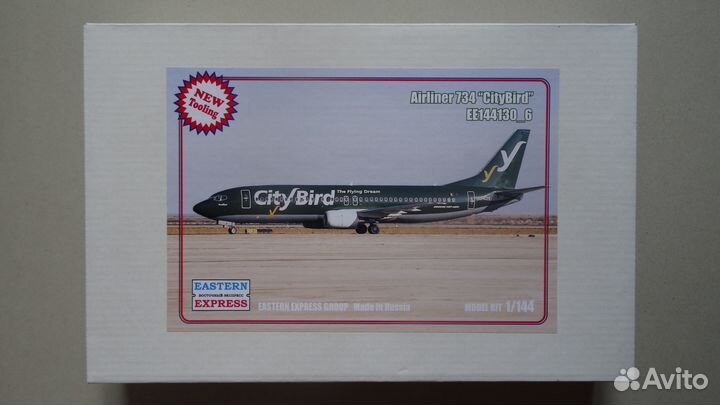 NEW
Tooling
Airliner 734 "CityBird"
EE144130_6
City Bird
The Flying Dream
EASTERN
ВОСТОЧНЫЙ ЭКСПРЕСС
EXPRESS
EASTERN EXPRESS GROUP Made in Russia
MODEL KIT 1/144
Avito